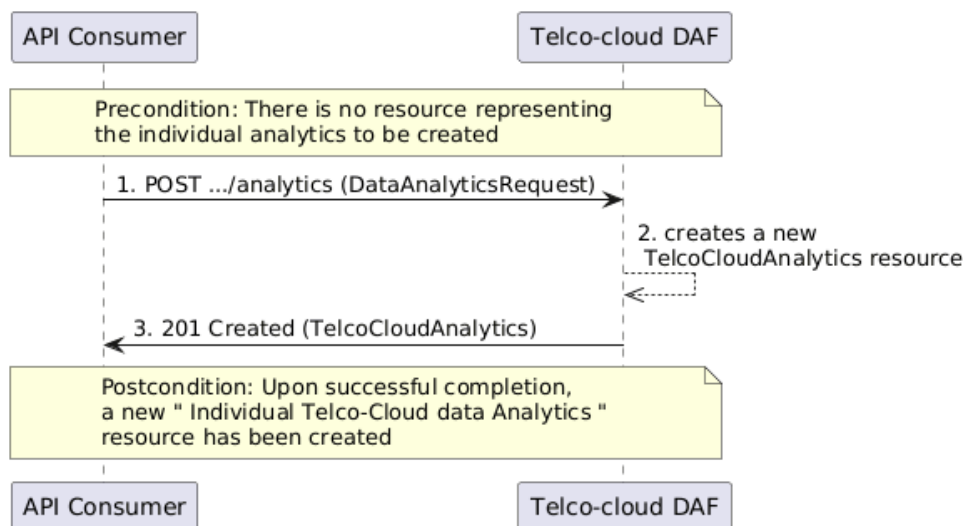 API Consumer
Telco-cloud DAF
Precondition: There is no resource representing
the individual analytics to be created
1. POST .../analytics (DataAnalyticsRequest)
2. creates a new
TelcoCloudAnalytics resource
3. 201 Created (TelcoCloudAnalytics)
Postcondition: Upon successful completion,
a new " Individual Telco-Cloud data Analytics "
resource has been created
API Consumer
Telco-cloud DAF